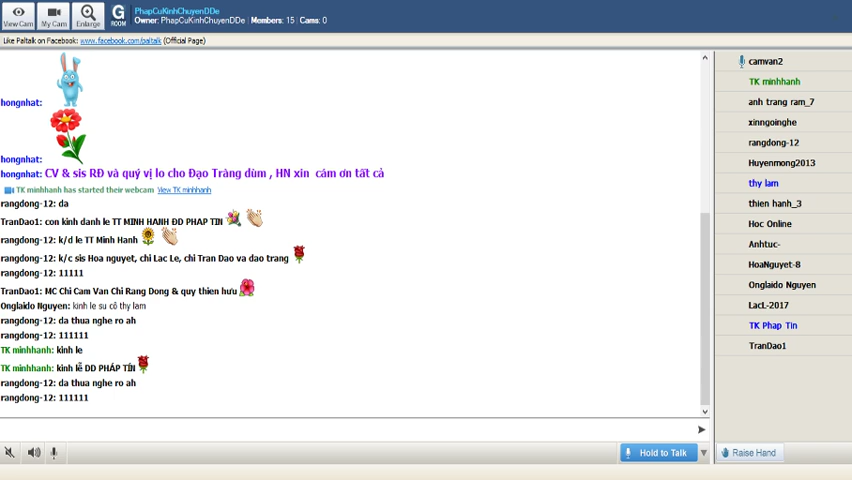 PhapCuKinhChuyenDDe
Owner: PhapCuKinhChuyenDDe | Members: 15 | Cams: 0
View Cam
My Cam
Enlarge
G
ROOM
Like Paltalk on Facebook: www.facebook.com/paltalk (Official Page)
hongnhat:
hongnhat:
hongnhat: CV & sis RĐ và quý vị lo cho Đạo Tràng dùm , HN xin cám ơn tất cả
TK minhhanh has started their webcam View TK minhhanh
rangdong-12: da
TranDao1: con kinh danh le TT MINH HANH ĐD PHAP TIN
rangdong-12: k/d le TT Minh Hanh
rangdong-12: k/c sis Hoa nguyet, chi Lac Le, chi Tran Dao va dao trang
rangdong-12: 11111
TranDao1: MC Chi Cam Van Chi Rang Dong & quy thien hưu
Onglaido Nguyen: kinh le su cô thy lam
rangdong-12: da thua nghe ro ah
rangdong-12: 111111
TK minhhanh: kinh le
TK minhhanh: kinh lễ DD PHÁP TÍN
rangdong-12: da thua nghe ro ah
rangdong-12: 111111
Hold to Talk
camvan2
TK minhhanh
anh trang ram_7
xinngoinghe
rangdong-12
Huyenmong2013
thy lam
thien hanh_3
Hoc Online
Anhtuc-
HoaNguyet-8
Onglaido Nguyen
LacL-2017
TK Phap Tin
TranDao1
Raise Hand